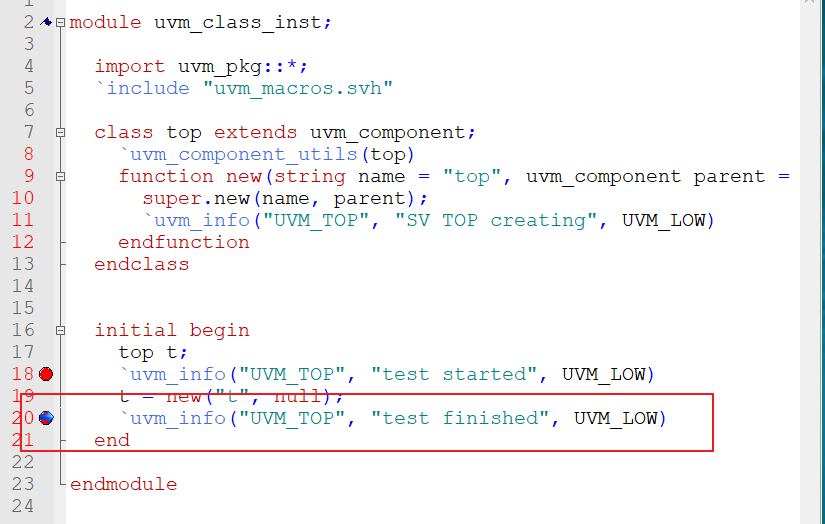 1
2 module uvm_class_inst;
3
4 import uvm_pkg::*;
5 `include "uvm_macros.svh"
6
7 class top extends uvm_component;
8 `uvm_component_utils(top)
9 function new(string name = "top", uvm_component parent =
10 super.new(name, parent);
11 `uvm_info("UVM_TOP", "SV TOP creating", UVM_LOW)
12 endfunction
13 endclass
14
15
16 initial begin
17 top t;
18 `uvm_info("UVM_TOP", "test started", UVM_LOW)
19 t = new("t", null);
20 `uvm_info("UVM_TOP", "test finished", UVM_LOW)
21 end
22
23 endmodule
24